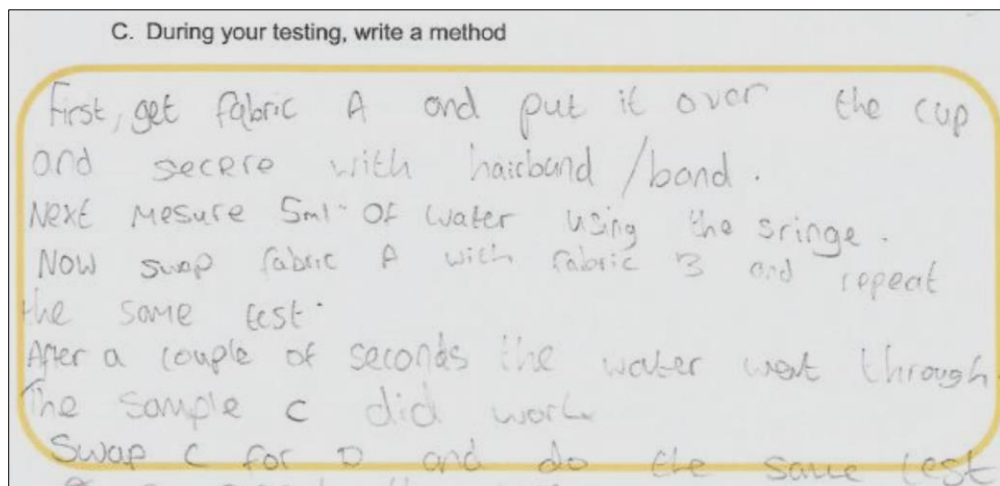 C. During your testing, write a method
First, get fabric A and put it over the cup
and secere with hairband /band.
Next mesure 5ml of water using the sringe.
Now swap fabric A with fabric B and repeat
the same test.
After a couple of seconds the water went through.
The sample C did work
Swap C for D and do the same test